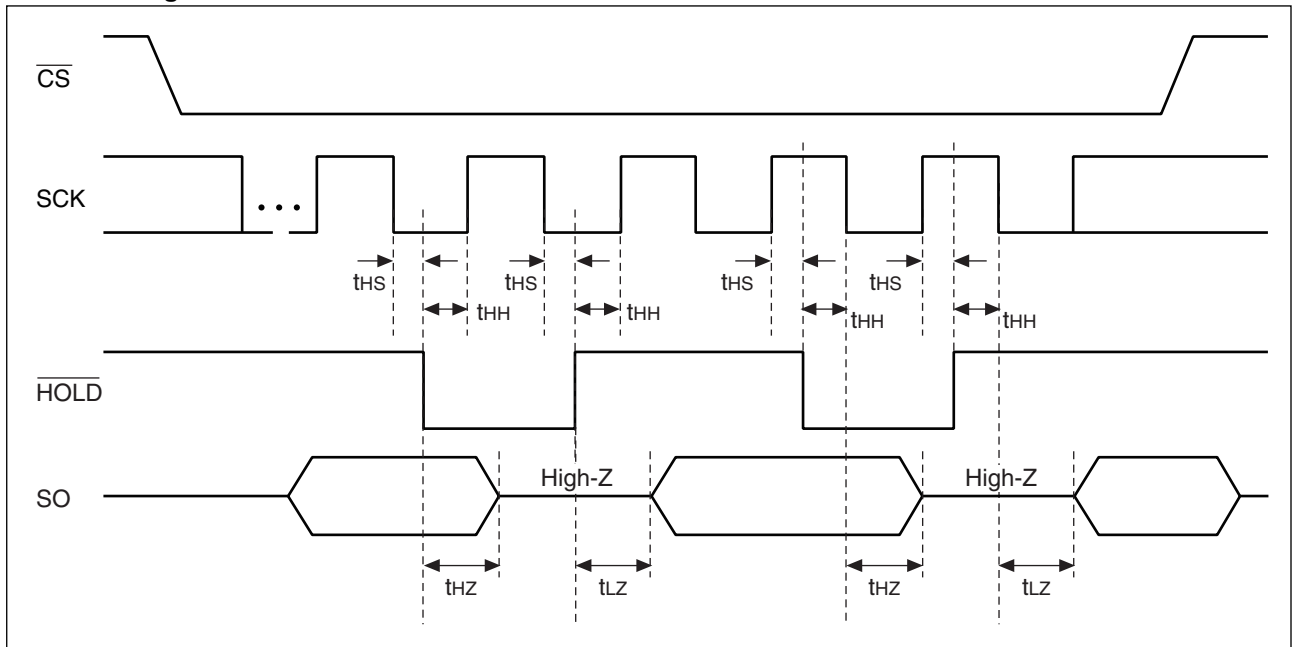 CS
SCK
• • •
tHS
tHS
tHS
tHS
tHH
tHH
tHH
tHH
HOLD
High-Z
High-Z
SO
tHZ
tLZ
tHZ
tLZ